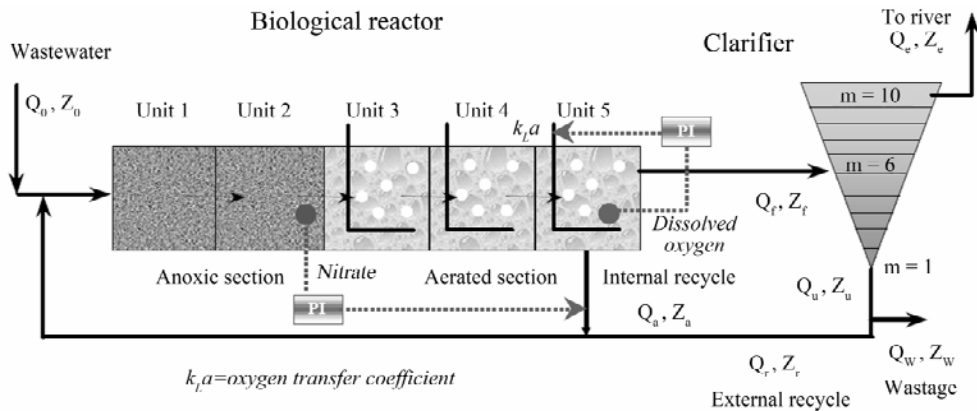 Biological reactor
To river
Qe, Ze
Clarifier
Wastewater
Qo, Zo
Unit 1
Unit 2
Unit 3
Unit 4
Unit 5
kLa
PI
m = 10
m – 6
Qf, Zf
Dissolved
oxygen
Anoxic section
Nitrate
Aerated section
Internal recycle
m = 1
PI
Qa, Za
Qu, Zu
kLa=oxygen transfer coefficient
Qr, Zr
External recycle
QW, ZW
Wastage